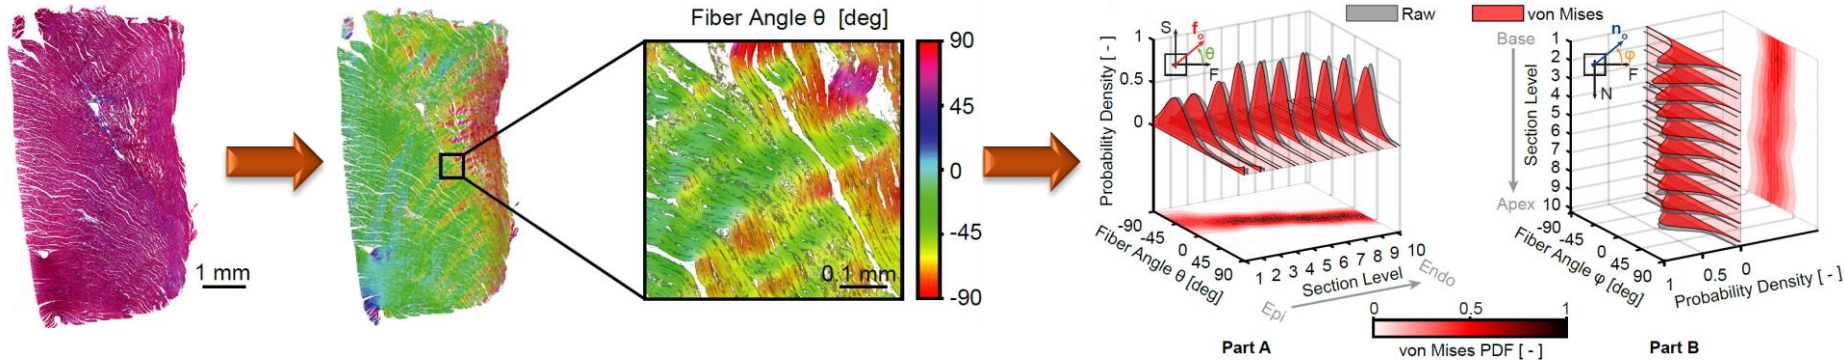 1 mm
Fiber Angle θ [deg]
0.1 mm
90
45
0
-45
-90
Raw
von Mises
S
f₀
θ
F
Probability Density [ - ]
1
0.5
0
-90
-45
0
45
90
Fiber Angle θ [deg]
1 2 3 4 5 6 7 8 9 10
Section Level
Epi
Endo
Part A
0 0.5 1
von Mises PDF [ - ]
Base
Apex
Section Level
1
2
3
4
5
6
7
8
9
10
n₀
φ
F
N
-90
-45
0
45
90
Fiber Angle φ [deg]
1 0.5 0
Probability Density [ - ]
Part B